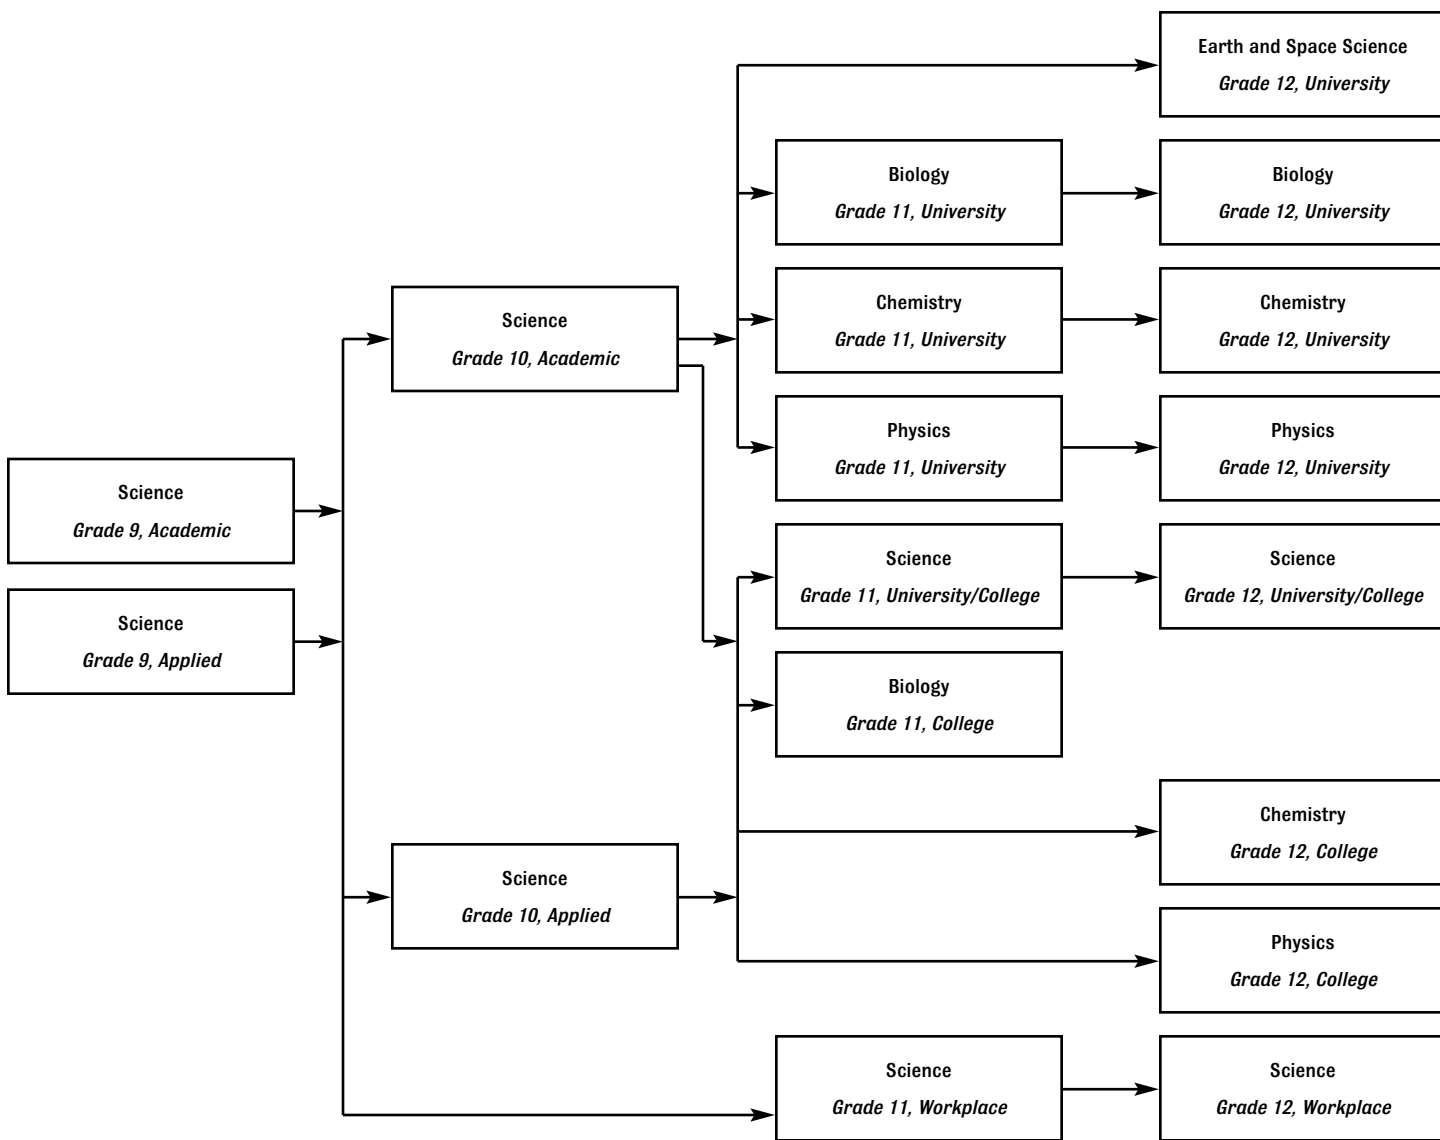 Earth and Space Science
Grade 12, University
Biology
Grade 11, University
Biology
Grade 12, University
Science
Grade 10, Academic
Chemistry
Grade 11, University
Chemistry
Grade 12, University
Physics
Grade 11, University
Physics
Grade 12, University
Science
Grade 9, Academic
Science
Grade 9, Applied
Science
Grade 11, University/College
Science
Grade 12, University/College
Biology
Grade 11, College
Chemistry
Grade 12, College
Science
Grade 10, Applied
Physics
Grade 12, College
Science
Grade 11, Workplace
Science
Grade 12, Workplace